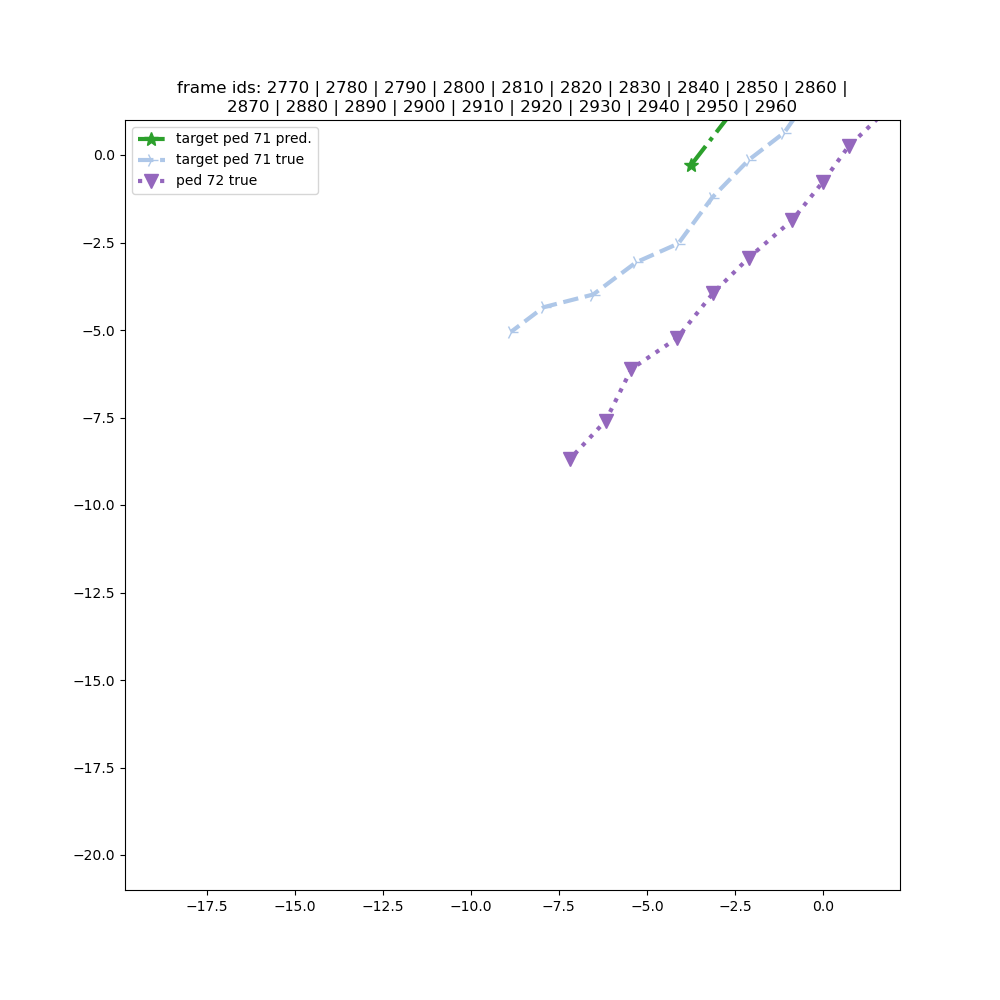 frame ids: 2770 | 2780 | 2790 | 2800 | 2810 | 2820 | 2830 | 2840 | 2850 | 2860 |
2870 | 2880 | 2890 | 2900 | 2910 | 2920 | 2930 | 2940 | 2950 | 2960
target ped 71 pred.
target ped 71 true
ped 72 true
0.0
−2.5
−5.0
−7.5
−10.0
−12.5
−15.0
−17.5
−20.0
−17.5 −15.0 −12.5 −10.0 −7.5 −5.0 −2.5 0.0